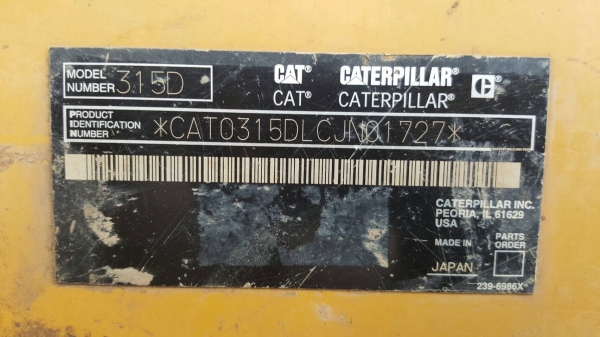 MODEL NUMBER 315D
CAT® CATERPILLAR® C®
CAT® CATERPILLAR®
PRODUCT IDENTIFICATION NUMBER *CAT0315DLCJN01727*
CATERPILLAR INC.
PEORIA, IL 61629
USA
MADE IN
PARTS ORDER
JAPAN
239-6986X